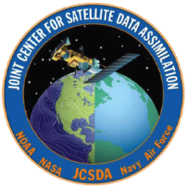 JOINT CENTER FOR SATELLITE DATA ASSIMILATION
NOAA NASA JCSDA Navy Air Force